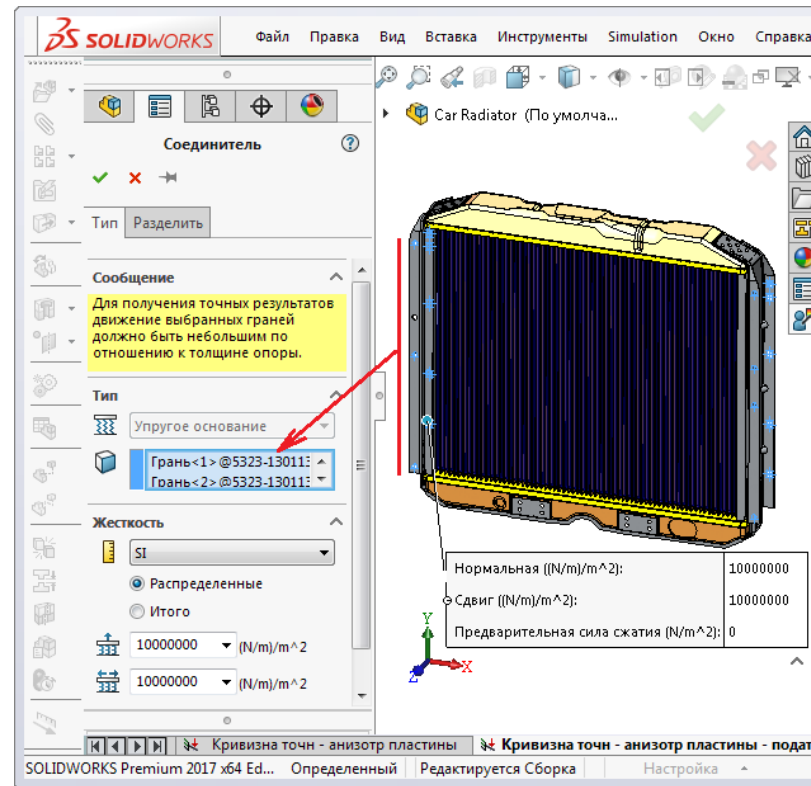 SOLIDWORKS Файл Правка Вид Вставка Инструменты Simulation Окно Справка
Car Radiator (По умолча...
Соединитель
Тип Разделить
Сообщение
Для получения точных результатов
движение выбранных граней
должно быть небольшим по
отношению к толщине опоры.
Тип
Упругое основание
Грань<1>@5323-130113
Грань<2>@5323-130113
Жесткость
SI
Распределенные
Итого
10000000 (N/m)/m^2
10000000 (N/m)/m^2
Нормальная ((N/m)/m^2): 10000000
Сдвиг ((N/m)/m^2): 10000000
Предварительная сила сжатия (N/m^2): 0
Y
X
Z
Кривизна точн - анизотр пластины Кривизна точн - анизотр пластины - подат
SOLIDWORKS Premium 2017 x64 Ed... Определенный Редактируется Сборка Настройка